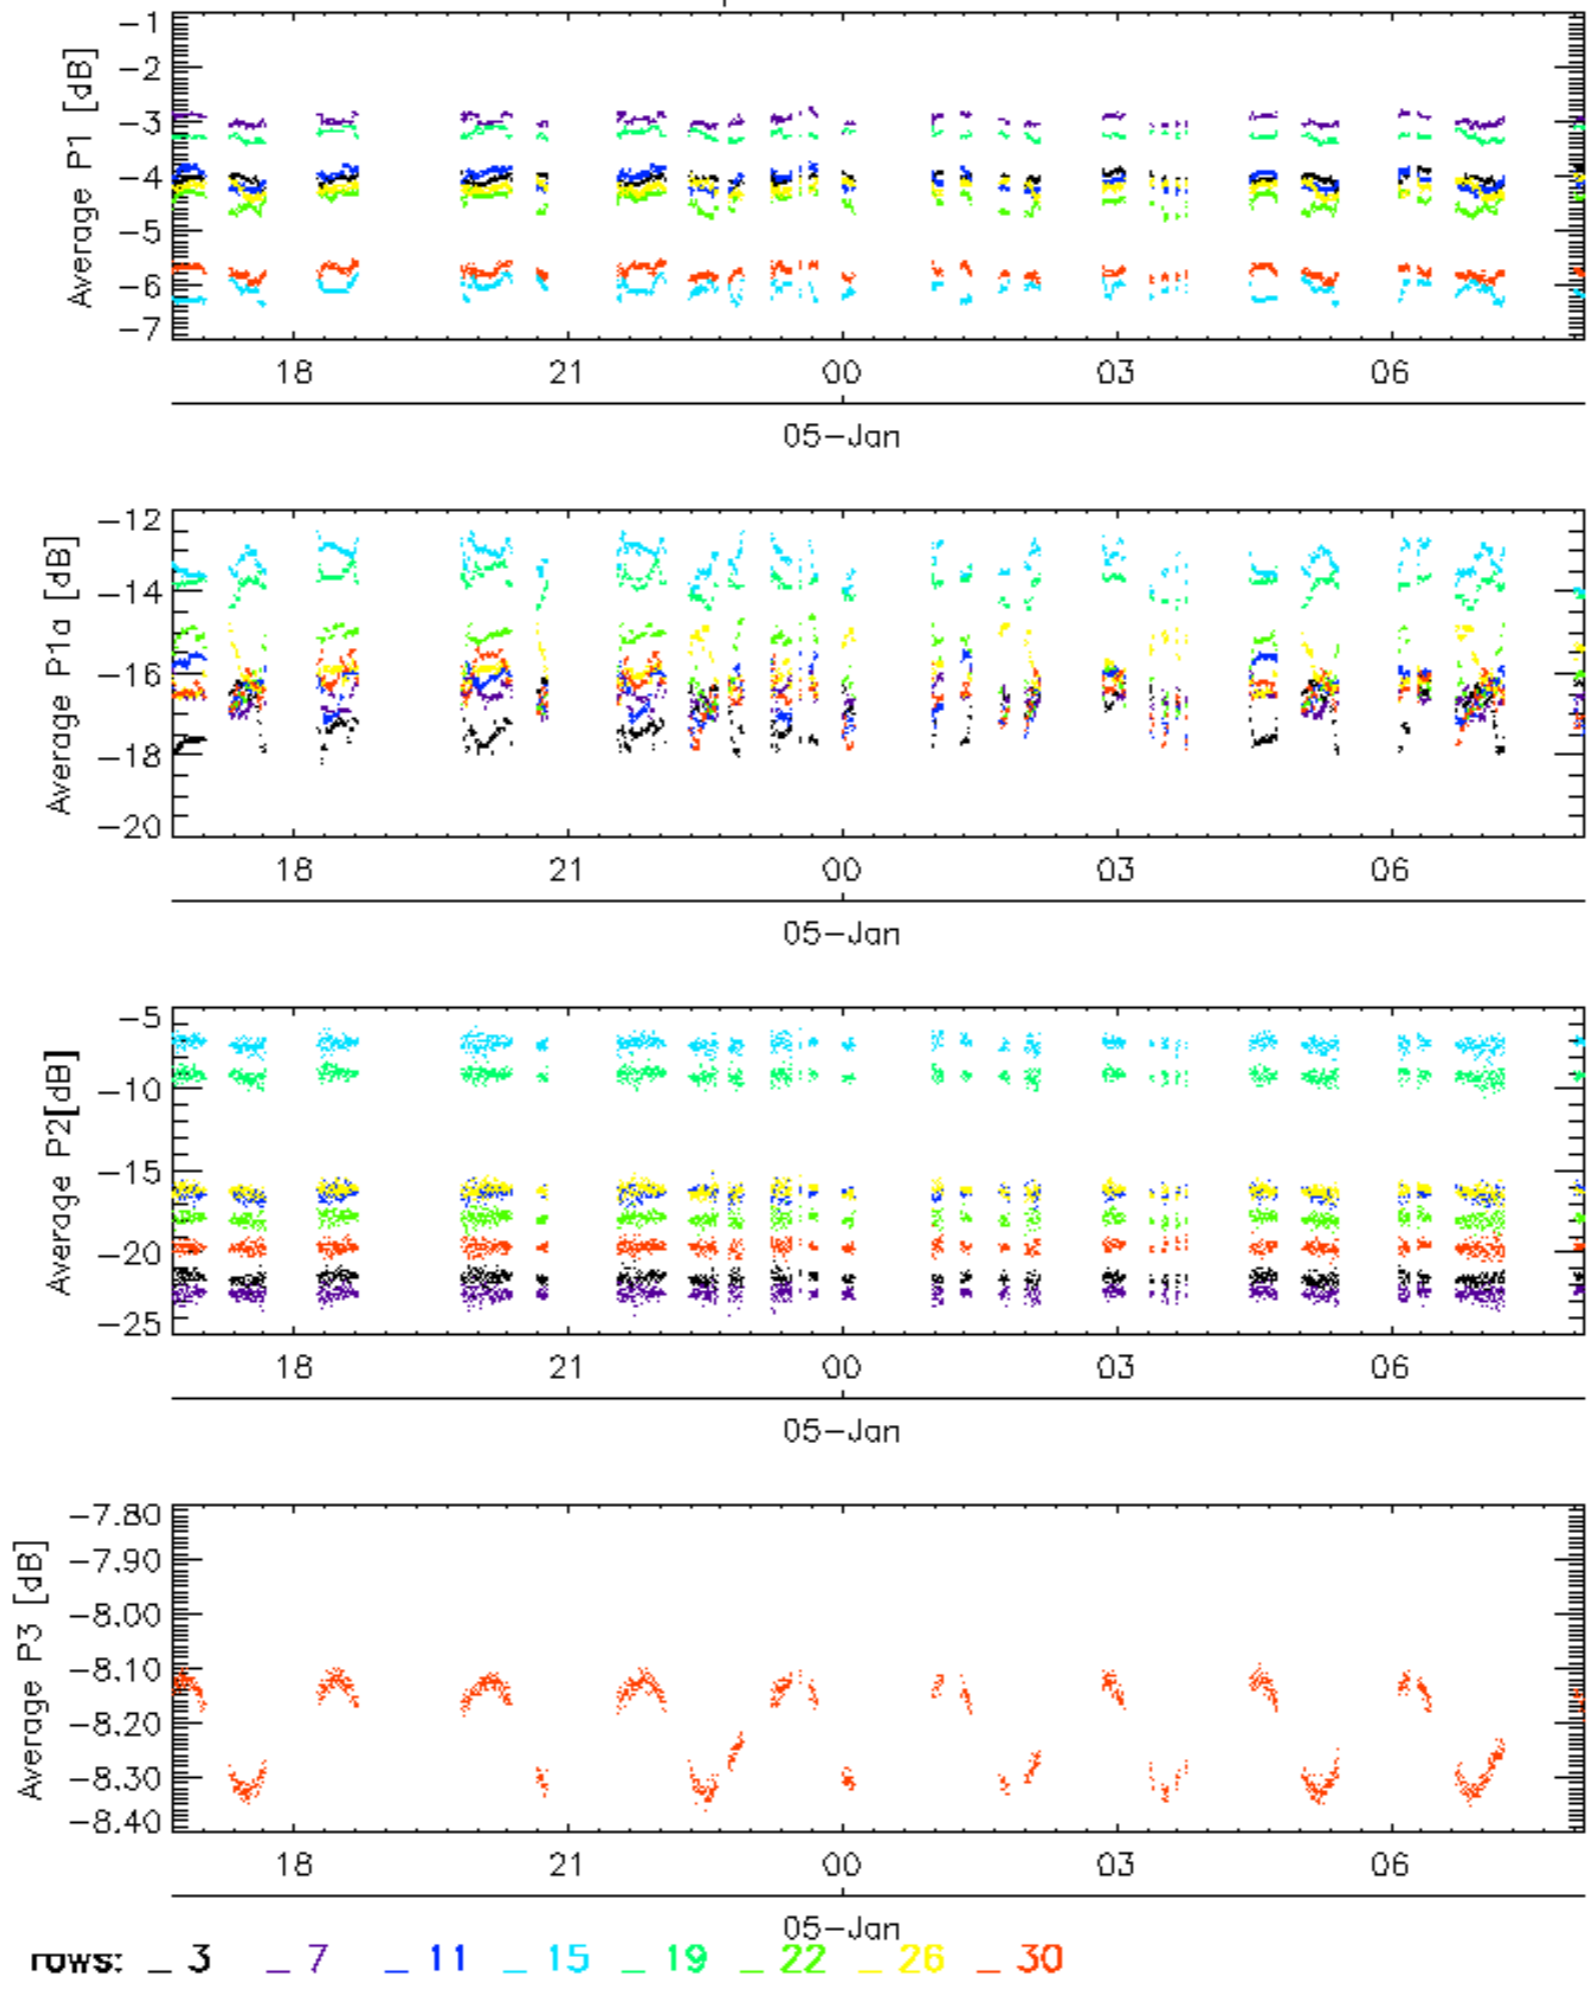 Average P1 [dB]
-1
-2
-3
-4
-5
-6
-7
18 21 00 03 06
05-Jan
Average P1a [dB]
-12
-14
-16
-18
-20
18 21 00 03 06
05-Jan
Average P2[dB]
-5
-10
-15
-20
-25
18 21 00 03 06
05-Jan
Average P3 [dB]
-7.80
-7.90
-8.00
-8.10
-8.20
-8.30
-8.40
18 21 00 03 06
05-Jan
rows: _ 3 _ 7 _ 11 _ 15 _ 19 _ 22 _ 26 _ 30